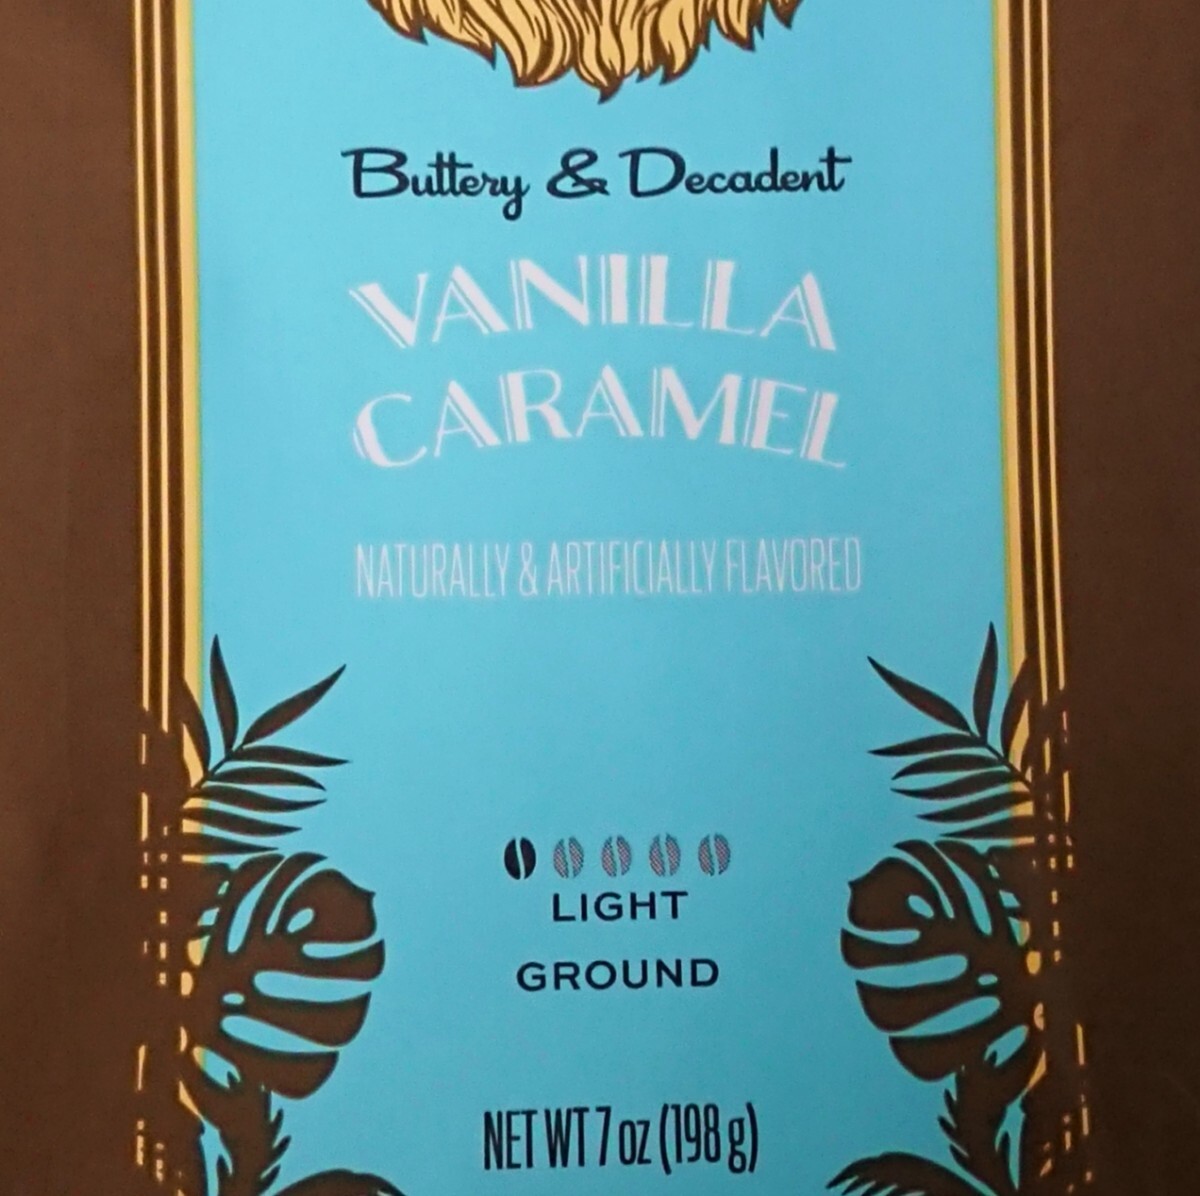 Buttery & Decadent
VANILLA
CARAMEL
NATURALLY & ARTIFICIALLY FLAVORED
LIGHT
GROUND
NET WT 7 oz (198 g)